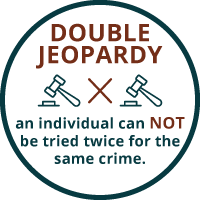 DOUBLE
JEOPARDY
an individual can NOT
be tried twice for the
same crime.